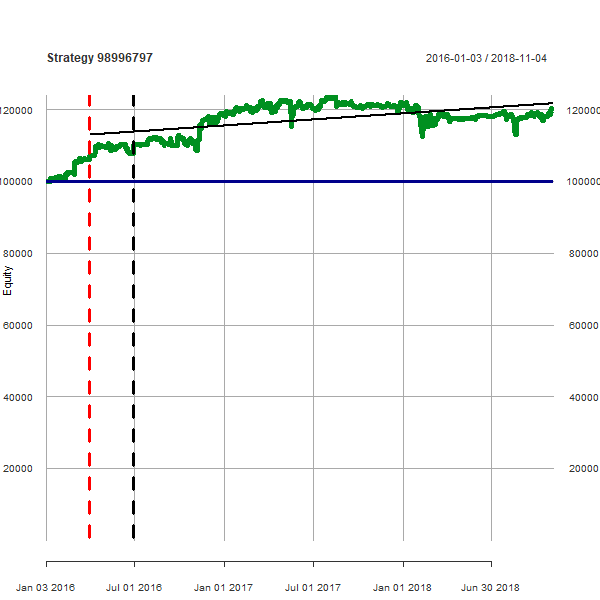 Strategy 98996797 2016-01-03 / 2018-11-04
120000 120000
100000 100000
80000 80000
Equity
60000 60000
40000 40000
20000 20000
Jan 03 2016 Jul 01 2016 Jan 01 2017 Jul 01 2017 Jan 01 2018 Jun 30 2018